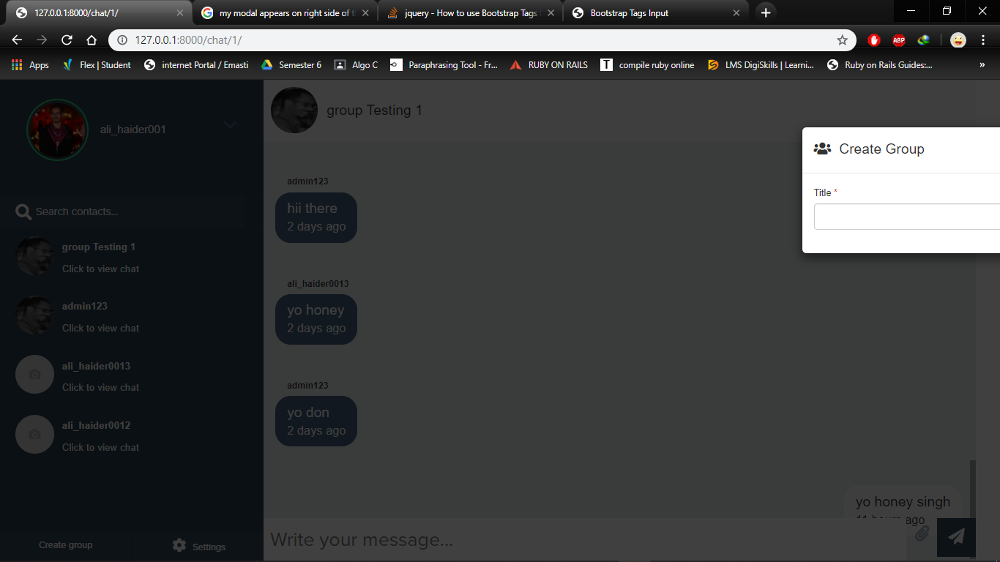 127.0.0.1:8000/chat/1/
my modal appears on right side of t
jquery - How to use Bootstrap Tags
Bootstrap Tags Input
127.0.0.1:8000/chat/1/
ABP
Apps
Flex | Student
internet Portal / Emasti
Semester 6
Algo C
Paraphrasing Tool - Fr...
RUBY ON RAILS
T
compile ruby online
LMS DigiSkills | Learni...
Ruby on Rails Guides:...
»
ali_haider001
Search contacts...
group Testing 1
Click to view chat
admin123
Click to view chat
ali_haider0013
Click to view chat
ali_haider0012
Click to view chat
Create group
Settings
group Testing 1
admin123
hii there
2 days ago
ali_haider0013
yo honey
2 days ago
admin123
yo don
2 days ago
yo honey singh
11 hours ago
Write your message...
Create Group
Title *